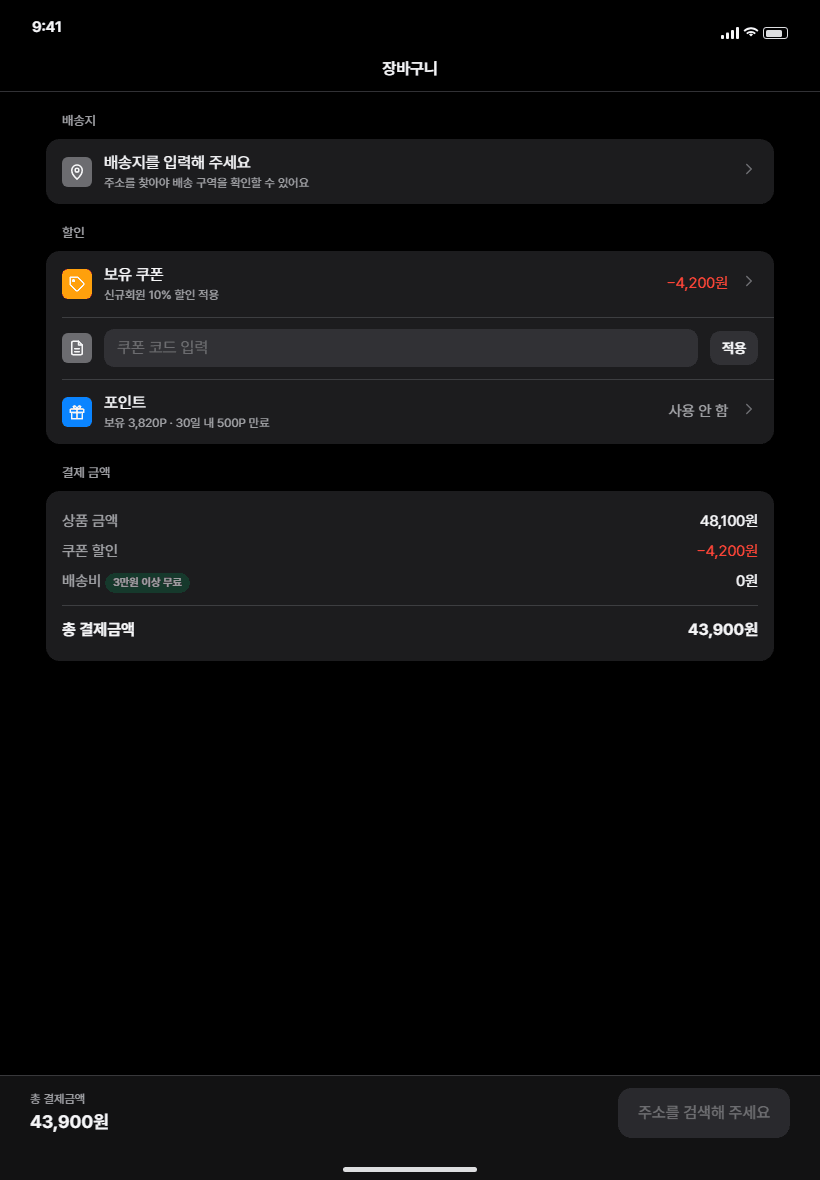 9:41
장바구니
배송지
배송지를 입력해 주세요
주소를 찾아야 배송 구역을 확인할 수 있어요
할인
보유 쿠폰
신규회원 10% 할인 적용
−4,200원
쿠폰 코드 입력
적용
포인트
보유 3,820P · 30일 내 500P 만료
사용 안 함
결제 금액
상품 금액 48,100원
쿠폰 할인 −4,200원
배송비 3만원 이상 무료 0원
총 결제금액 43,900원
총 결제금액
43,900원
주소를 검색해 주세요